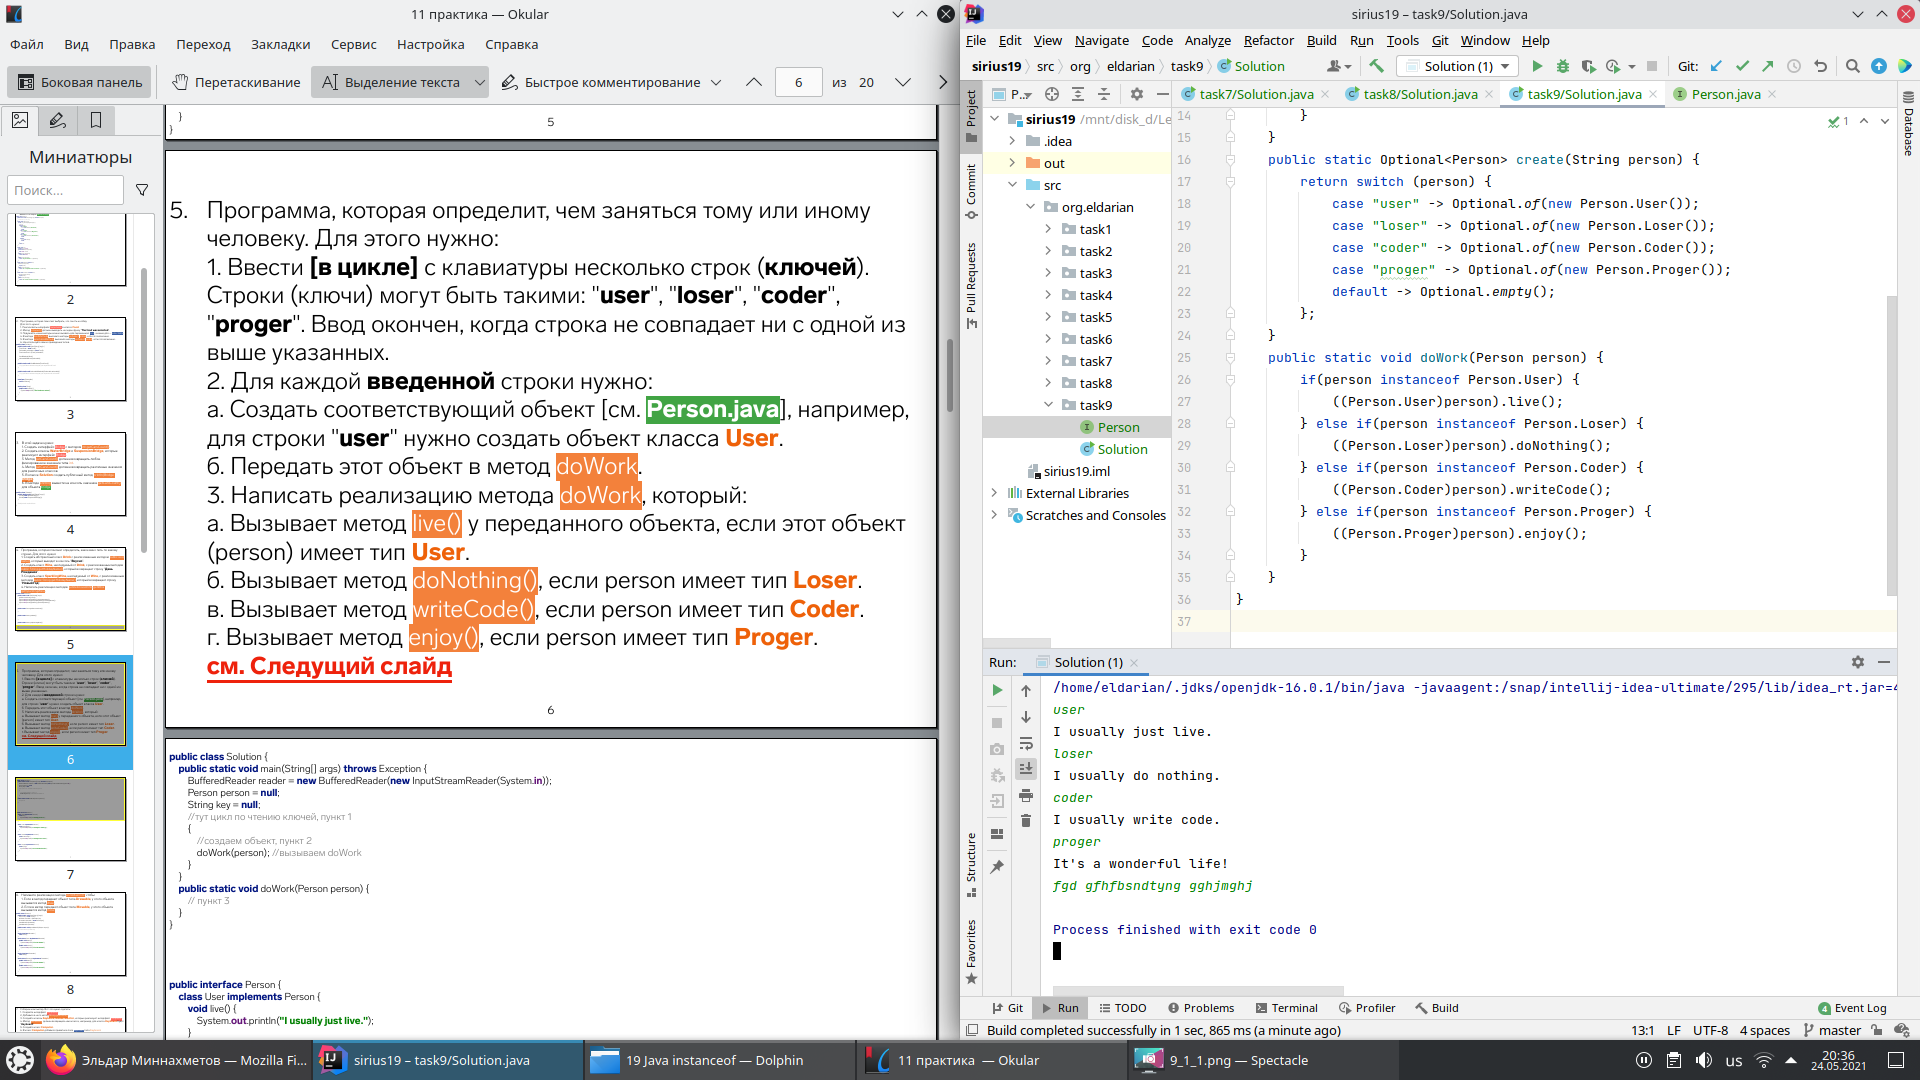 11 практика — Okular
Файл Вид Правка Переход Закладки Сервис Настройка Справка
Боковая панель Перетаскивание Выделение текста Быстрое комментирование 6 из 20
Миниатюры
Поиск...
2
3
4
5
6
7
8
}
}
5
5. Программа, которая определит, чем заняться тому или иному
человеку. Для этого нужно:
1. Ввести [в цикле] с клавиатуры несколько строк (ключей).
Строки (ключи) могут быть такими: "user", "loser", "coder",
"proger". Ввод окончен, когда строка не совпадает ни с одной из
выше указанных.
2. Для каждой введенной строки нужно:
а. Создать соответствующий объект [см. Person.java], например,
для строки "user" нужно создать объект класса User.
б. Передать этот объект в метод doWork.
3. Написать реализацию метода doWork, который:
а. Вызывает метод live() у переданного объекта, если этот объект
(person) имеет тип User.
б. Вызывает метод doNothing(), если person имеет тип Loser.
в. Вызывает метод writeCode(), если person имеет тип Coder.
г. Вызывает метод enjoy(), если person имеет тип Proger.
см. Следущий слайд
6
public class Solution {
public static void main(String[] args) throws Exception {
BufferedReader reader = new BufferedReader(new InputStreamReader(System.in));
Person person = null;
String key = null;
//тут цикл по чтению ключей, пункт 1
{
//создаем объект, пункт 2
doWork(person); //вызываем doWork
}
}
public static void doWork(Person person) {
// пункт 3
}
}
public interface Person {
class User implements Person {
void live() {
System.out.println("I usually just live.");
}
sirius19 – task9/Solution.java
File Edit View Navigate Code Analyze Refactor Build Run Tools Git Window Help
sirius19 src org eldarian task9 Solution Solution (1) Git:
Project
Commit
Pull Requests
Structure
Favorites
Database
P..
task7/Solution.java task8/Solution.java task9/Solution.java Person.java
sirius19 /mnt/disk_d/Le
.idea
out
src
org.eldarian
task1
task2
task3
task4
task5
task6
task7
task8
task9
Person
Solution
sirius19.iml
External Libraries
Scratches and Consoles
1
14 }
15 }
16 public static Optional<Person> create(String person) {
17 return switch (person) {
18 case "user" -> Optional.of(new Person.User());
19 case "loser" -> Optional.of(new Person.Loser());
20 case "coder" -> Optional.of(new Person.Coder());
21 case "proger" -> Optional.of(new Person.Proger());
22 default -> Optional.empty();
23 };
24 }
25 public static void doWork(Person person) {
26 if(person instanceof Person.User) {
27 ((Person.User)person).live();
28 } else if(person instanceof Person.Loser) {
29 ((Person.Loser)person).doNothing();
30 } else if(person instanceof Person.Coder) {
31 ((Person.Coder)person).writeCode();
32 } else if(person instanceof Person.Proger) {
33 ((Person.Proger)person).enjoy();
34 }
35 }
36 }
37
Run: Solution (1)
/home/eldarian/.jdks/openjdk-16.0.1/bin/java -javaagent:/snap/intellij-idea-ultimate/295/lib/idea_rt.jar=4
user
I usually just live.
loser
I usually do nothing.
coder
I usually write code.
proger
It's a wonderful life!
fgd gfhfbsndtyng gghjmghj
Process finished with exit code 0
Git Run TODO Problems Terminal Profiler Build 4 Event Log
Build completed successfully in 1 sec, 865 ms (a minute ago) 13:1 LF UTF-8 4 spaces master
Эльдар Миннахметов — Mozilla Fi... sirius19 – task9/Solution.java 19 Java instanceof — Dolphin 11 практика — Okular 9_1_1.png — Spectacle us 20:36
24.05.2021